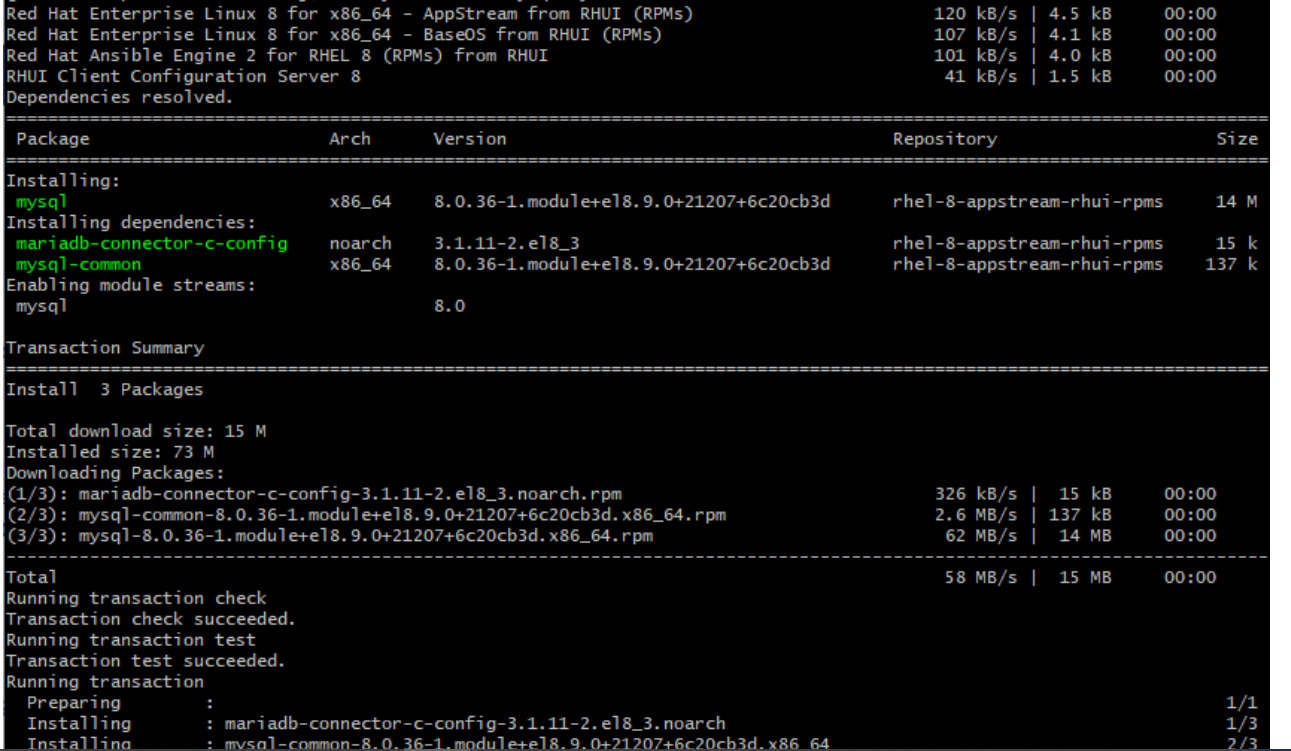 Red Hat Enterprise Linux 8 for x86_64 - AppStream from RHUI (RPMs) 120 kB/s | 4.5 kB 00:00
Red Hat Enterprise Linux 8 for x86_64 - BaseOS from RHUI (RPMs) 107 kB/s | 4.1 kB 00:00
Red Hat Ansible Engine 2 for RHEL 8 (RPMs) from RHUI 101 kB/s | 4.0 kB 00:00
RHUI Client Configuration Server 8 41 kB/s | 1.5 kB 00:00
Dependencies resolved.
Package Arch Version Repository Size
Installing:
mysql x86_64 8.0.36-1.module+el8.9.0+21207+6c20cb3d rhel-8-appstream-rhui-rpms 14 M
Installing dependencies:
mariadb-connector-c-config noarch 3.1.11-2.el8_3 rhel-8-appstream-rhui-rpms 15 k
mysql-common x86_64 8.0.36-1.module+el8.9.0+21207+6c20cb3d rhel-8-appstream-rhui-rpms 137 k
Enabling module streams:
mysql 8.0
Transaction Summary
Install 3 Packages
Total download size: 15 M
Installed size: 73 M
Downloading Packages:
(1/3): mariadb-connector-c-config-3.1.11-2.el8_3.noarch.rpm 326 kB/s | 15 kB 00:00
(2/3): mysql-common-8.0.36-1.module+el8.9.0+21207+6c20cb3d.x86_64.rpm 2.6 MB/s | 137 kB 00:00
(3/3): mysql-8.0.36-1.module+el8.9.0+21207+6c20cb3d.x86_64.rpm 62 MB/s | 14 MB 00:00
Total 58 MB/s | 15 MB 00:00
Running transaction check
Transaction check succeeded.
Running transaction test
Transaction test succeeded.
Running transaction
Preparing : 1/1
Installing : mariadb-connector-c-config-3.1.11-2.el8_3.noarch 1/3
Installing : mysql-common-8.0.36-1.module+el8.9.0+21207+6c20cb3d.x86_64 2/3